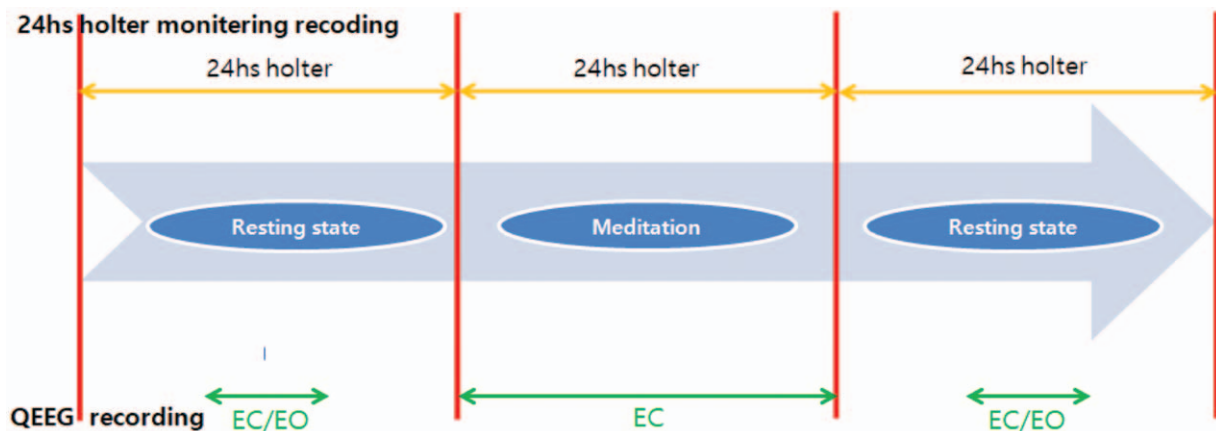 24hs holter monitering recoding
24hs holter 24hs holter 24hs holter
Resting state Meditation Resting state
EC/EO EC EC/EO
QEEG recording